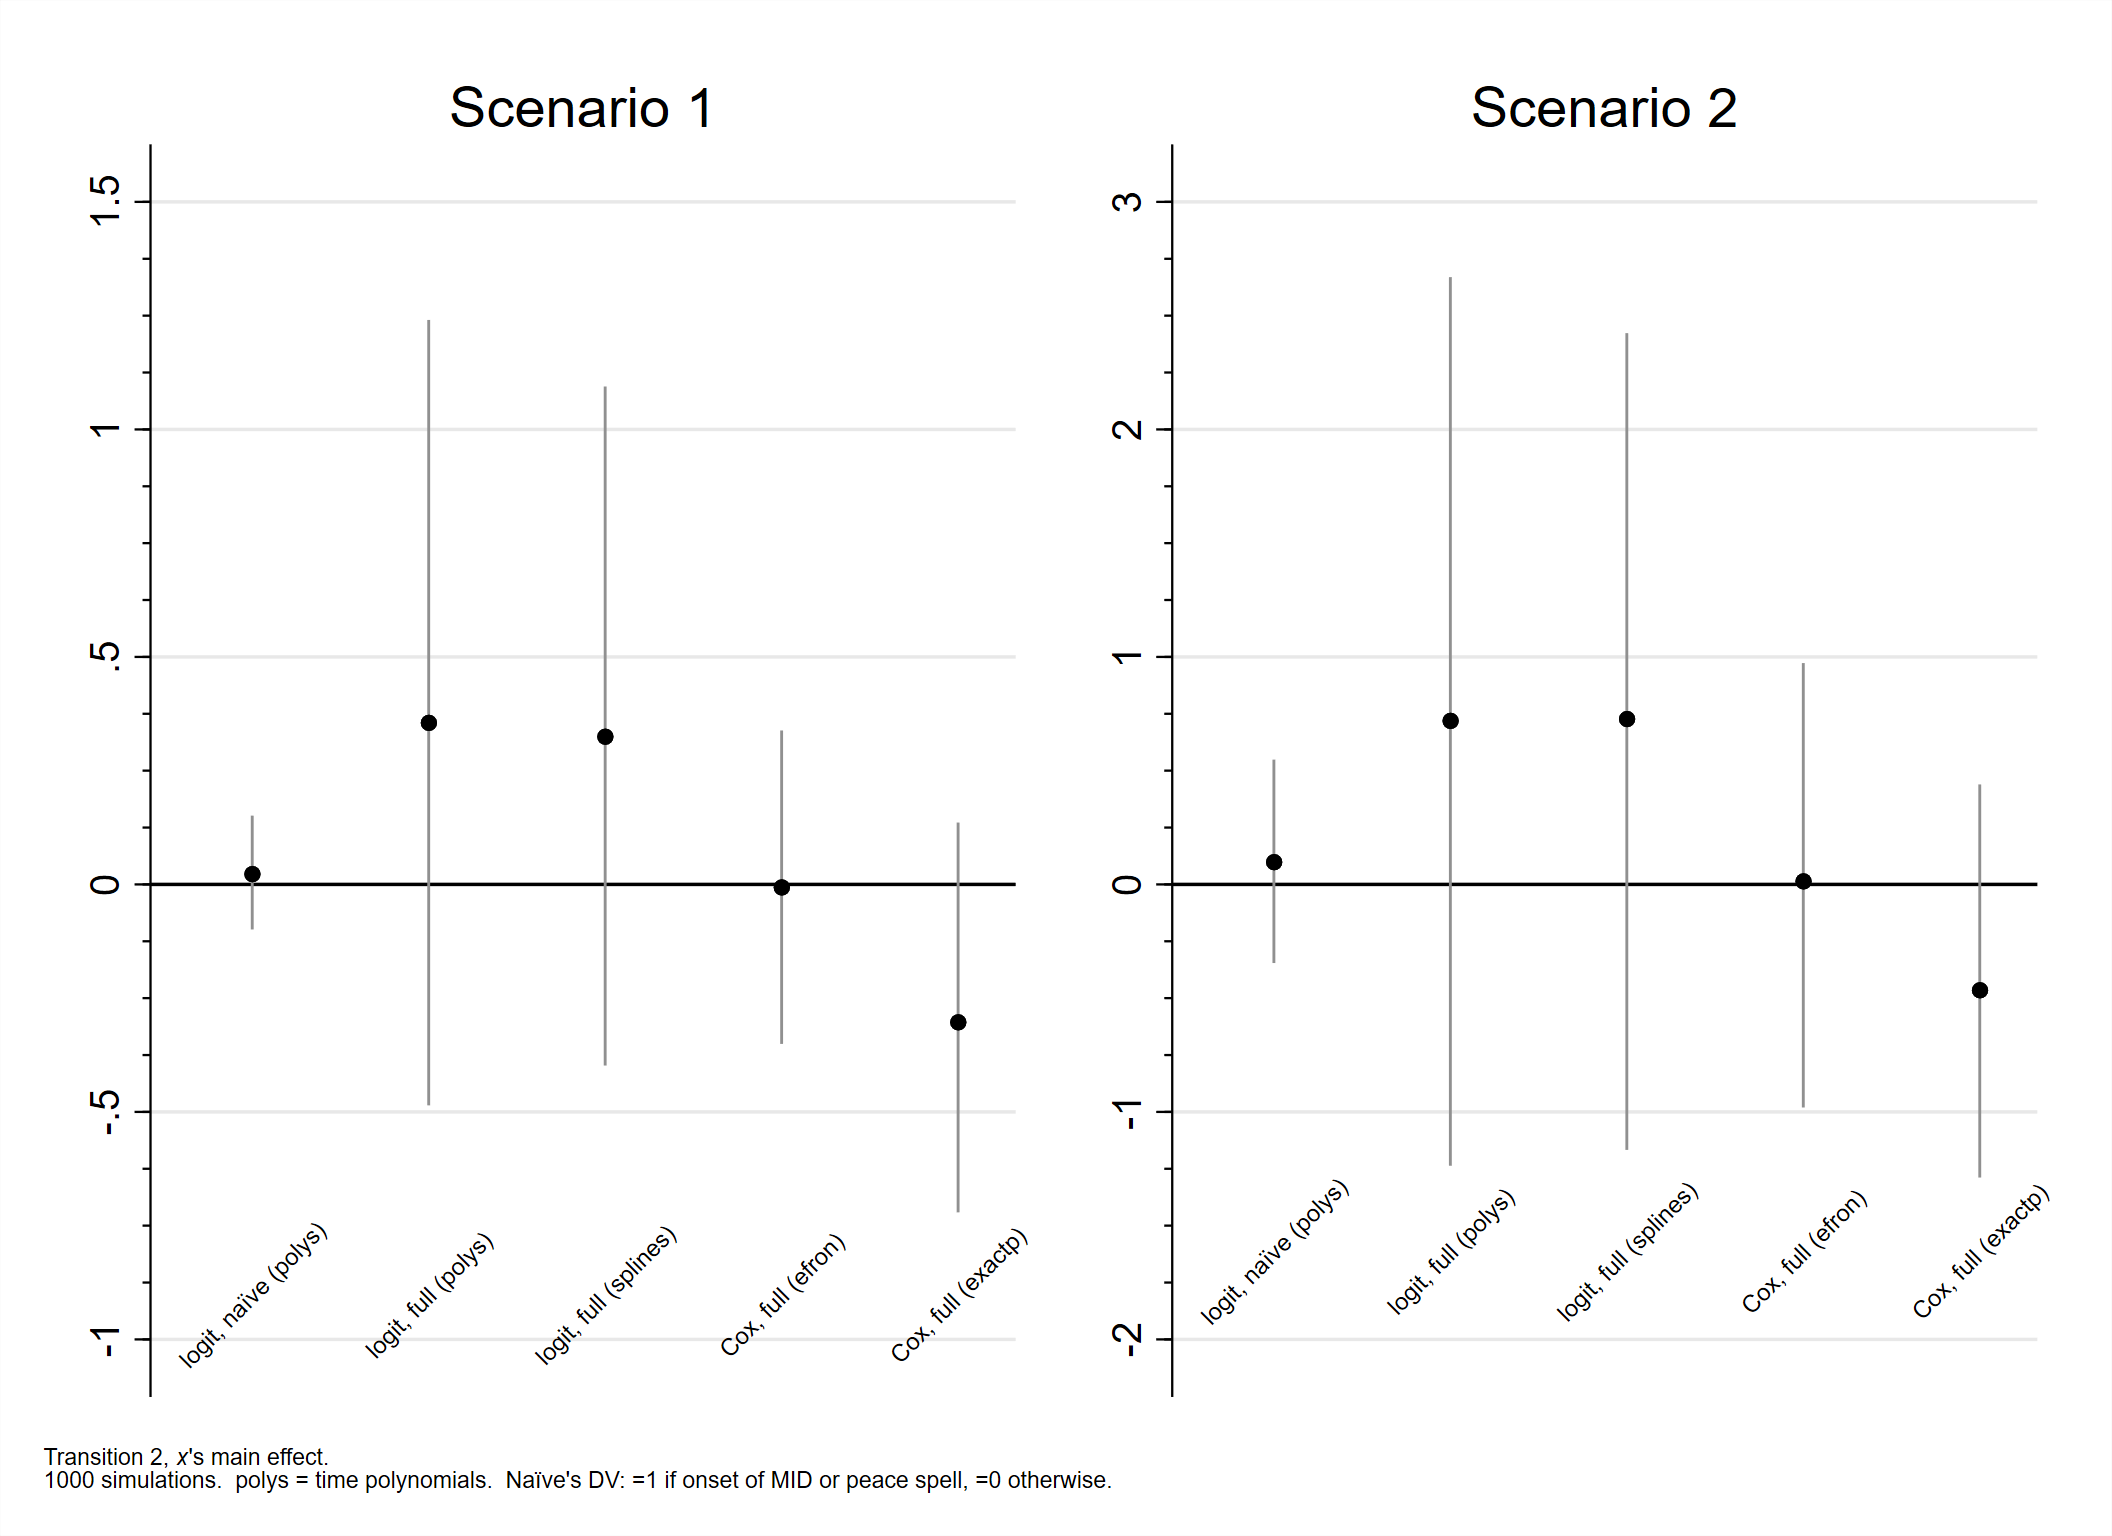 Scenario 1
1.5
1
.5
0
-.5
-1
logit, naïve (polys)
logit, full (polys)
logit, full (splines)
Cox, full (efron)
Cox, full (exactp)
Scenario 2
3
2
1
0
-1
-2
logit, naïve (polys)
logit, full (polys)
logit, full (splines)
Cox, full (efron)
Cox, full (exactp)
Transition 2, x's main effect.
1000 simulations.  polys = time polynomials.  Naïve's DV: =1 if onset of MID or peace spell, =0 otherwise.